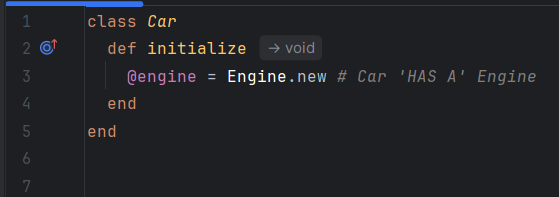 1 class Car
2 def initialize → void
3 @engine = Engine.new # Car 'HAS A' Engine
4 end
5 end
6
7